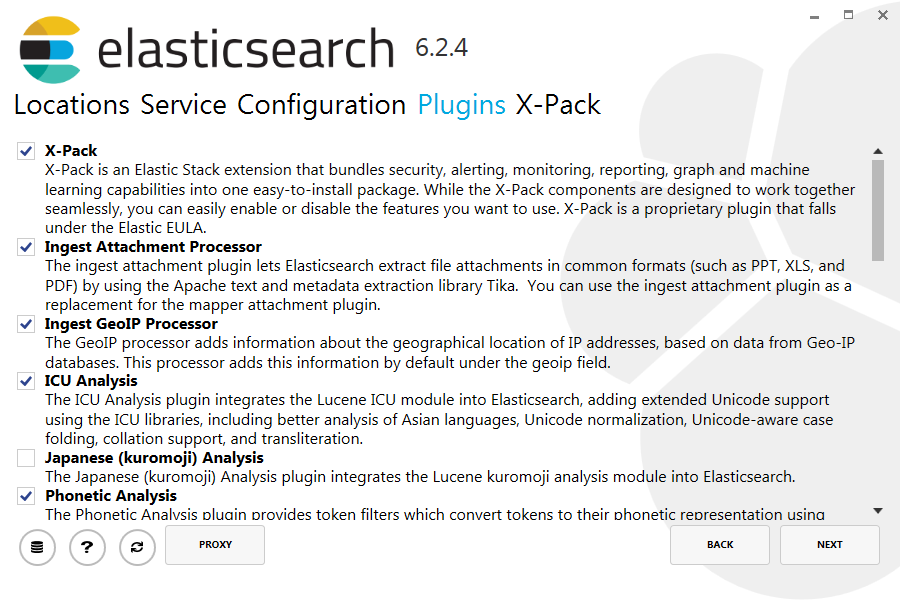 elasticsearch 6.2.4
Locations Service Configuration Plugins X-Pack
X-Pack
X-Pack is an Elastic Stack extension that bundles security, alerting, monitoring, reporting, graph and machine
learning capabilities into one easy-to-install package. While the X-Pack components are designed to work together
seamlessly, you can easily enable or disable the features you want to use. X-Pack is a proprietary plugin that falls
under the Elastic EULA.
Ingest Attachment Processor
The ingest attachment plugin lets Elasticsearch extract file attachments in common formats (such as PPT, XLS, and
PDF) by using the Apache text and metadata extraction library Tika.  You can use the ingest attachment plugin as a
replacement for the mapper attachment plugin.
Ingest GeoIP Processor
The GeoIP processor adds information about the geographical location of IP addresses, based on data from Geo-IP
databases. This processor adds this information by default under the geoip field.
ICU Analysis
The ICU Analysis plugin integrates the Lucene ICU module into Elasticsearch, adding extended Unicode support
using the ICU libraries, including better analysis of Asian languages, Unicode normalization, Unicode-aware case
folding, collation support, and transliteration.
Japanese (kuromoji) Analysis
The Japanese (kuromoji) Analysis plugin integrates the Lucene kuromoji analysis module into Elasticsearch.
Phonetic Analysis
The Phonetic Analysis plugin provides token filters which convert tokens to their phonetic representation using
? PROXY BACK NEXT